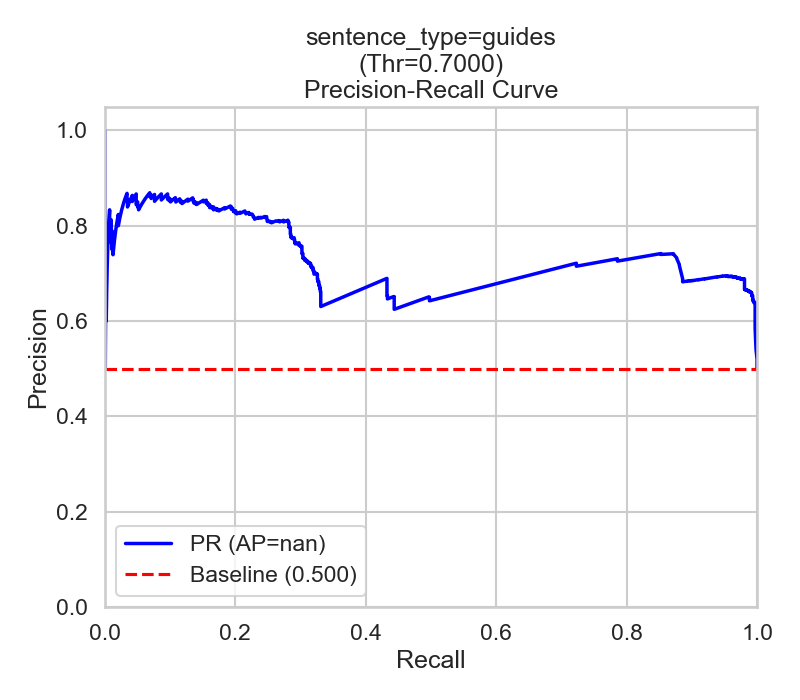 sentence_type=guides
(Thr=0.7000)
Precision-Recall Curve
1.0
0.8
0.6
0.4
0.2
0.0
Precision
PR (AP=nan)
Baseline (0.500)
0.0 0.2 0.4 0.6 0.8 1.0
Recall